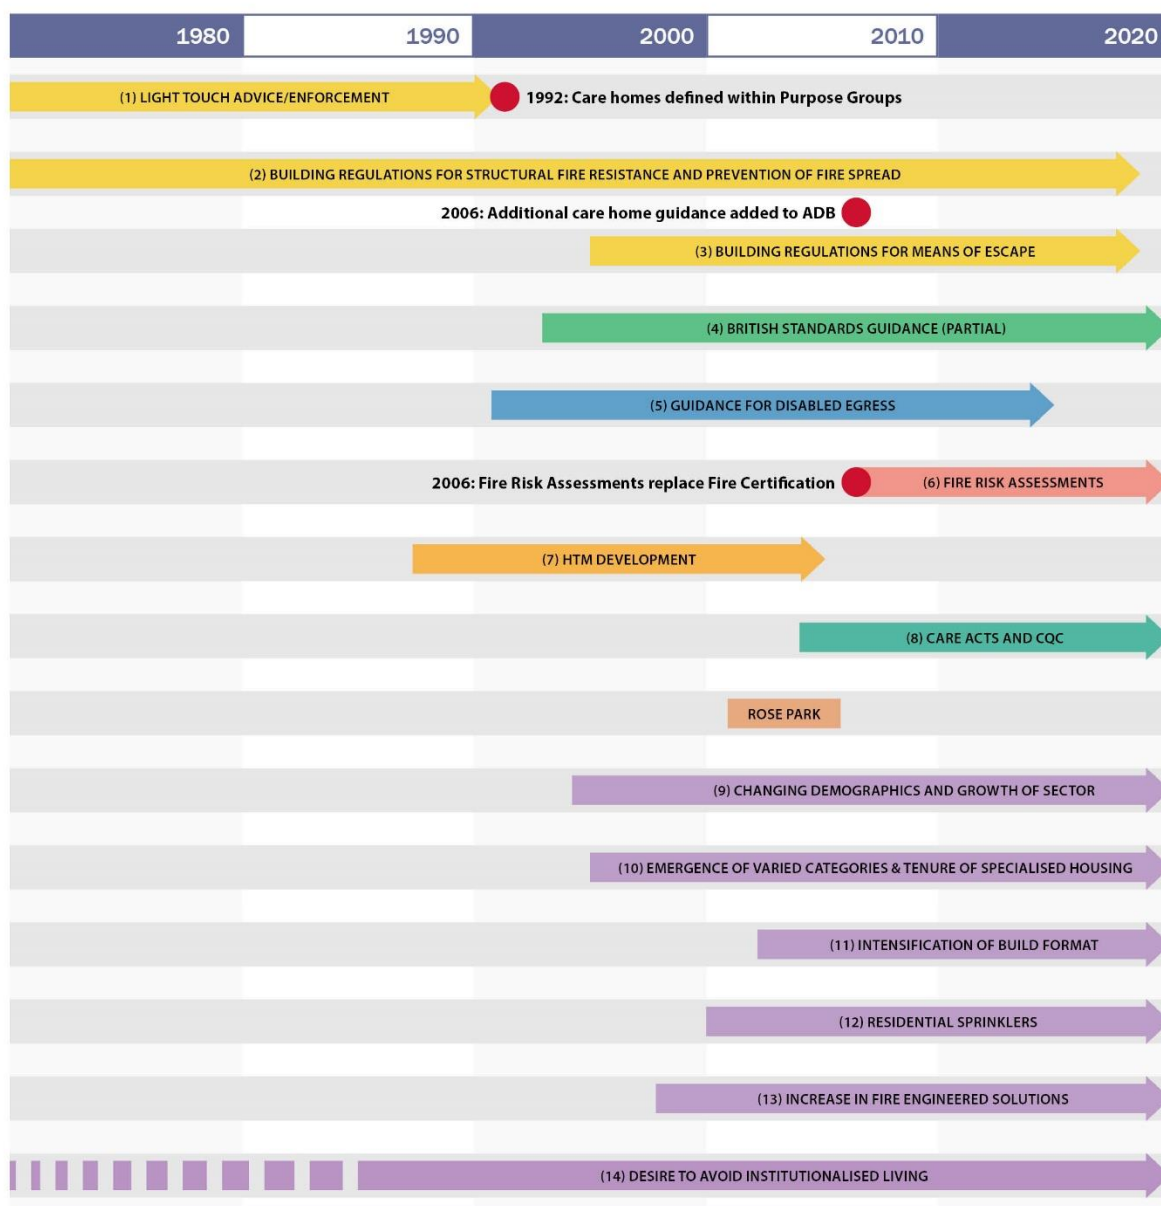 1980 1990 2000 2010 2020
(1) LIGHT TOUCH ADVICE/ENFORCEMENT
1992: Care homes defined within Purpose Groups
(2) BUILDING REGULATIONS FOR STRUCTURAL FIRE RESISTANCE AND PREVENTION OF FIRE SPREAD
2006: Additional care home guidance added to ADB
(3) BUILDING REGULATIONS FOR MEANS OF ESCAPE
(4) BRITISH STANDARDS GUIDANCE (PARTIAL)
(5) GUIDANCE FOR DISABLED EGRESS
2006: Fire Risk Assessments replace Fire Certification
(6) FIRE RISK ASSESSMENTS
(7) HTM DEVELOPMENT
(8) CARE ACTS AND CQC
ROSE PARK
(9) CHANGING DEMOGRAPHICS AND GROWTH OF SECTOR
(10) EMERGENCE OF VARIED CATEGORIES & TENURE OF SPECIALISED HOUSING
(11) INTENSIFICATION OF BUILD FORMAT
(12) RESIDENTIAL SPRINKLERS
(13) INCREASE IN FIRE ENGINEERED SOLUTIONS
(14) DESIRE TO AVOID INSTITUTIONALISED LIVING